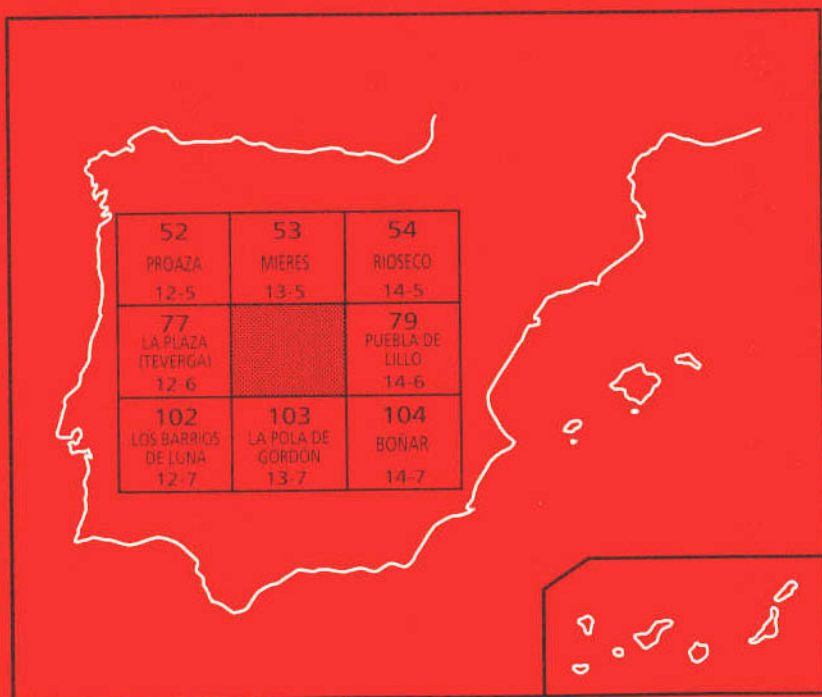 52
PROAZA
12-5
53
MIERES
13-5
54
RIOSECO
14-5
77
LA PLAZA
(TEVERGA)
12-6
79
PUEBLA DE
LILLO
14-6
102
LOS BARRIOS
DE LUNA
12-7
103
LA POLA DE
GORDON
13-7
104
BOÑAR
14-7